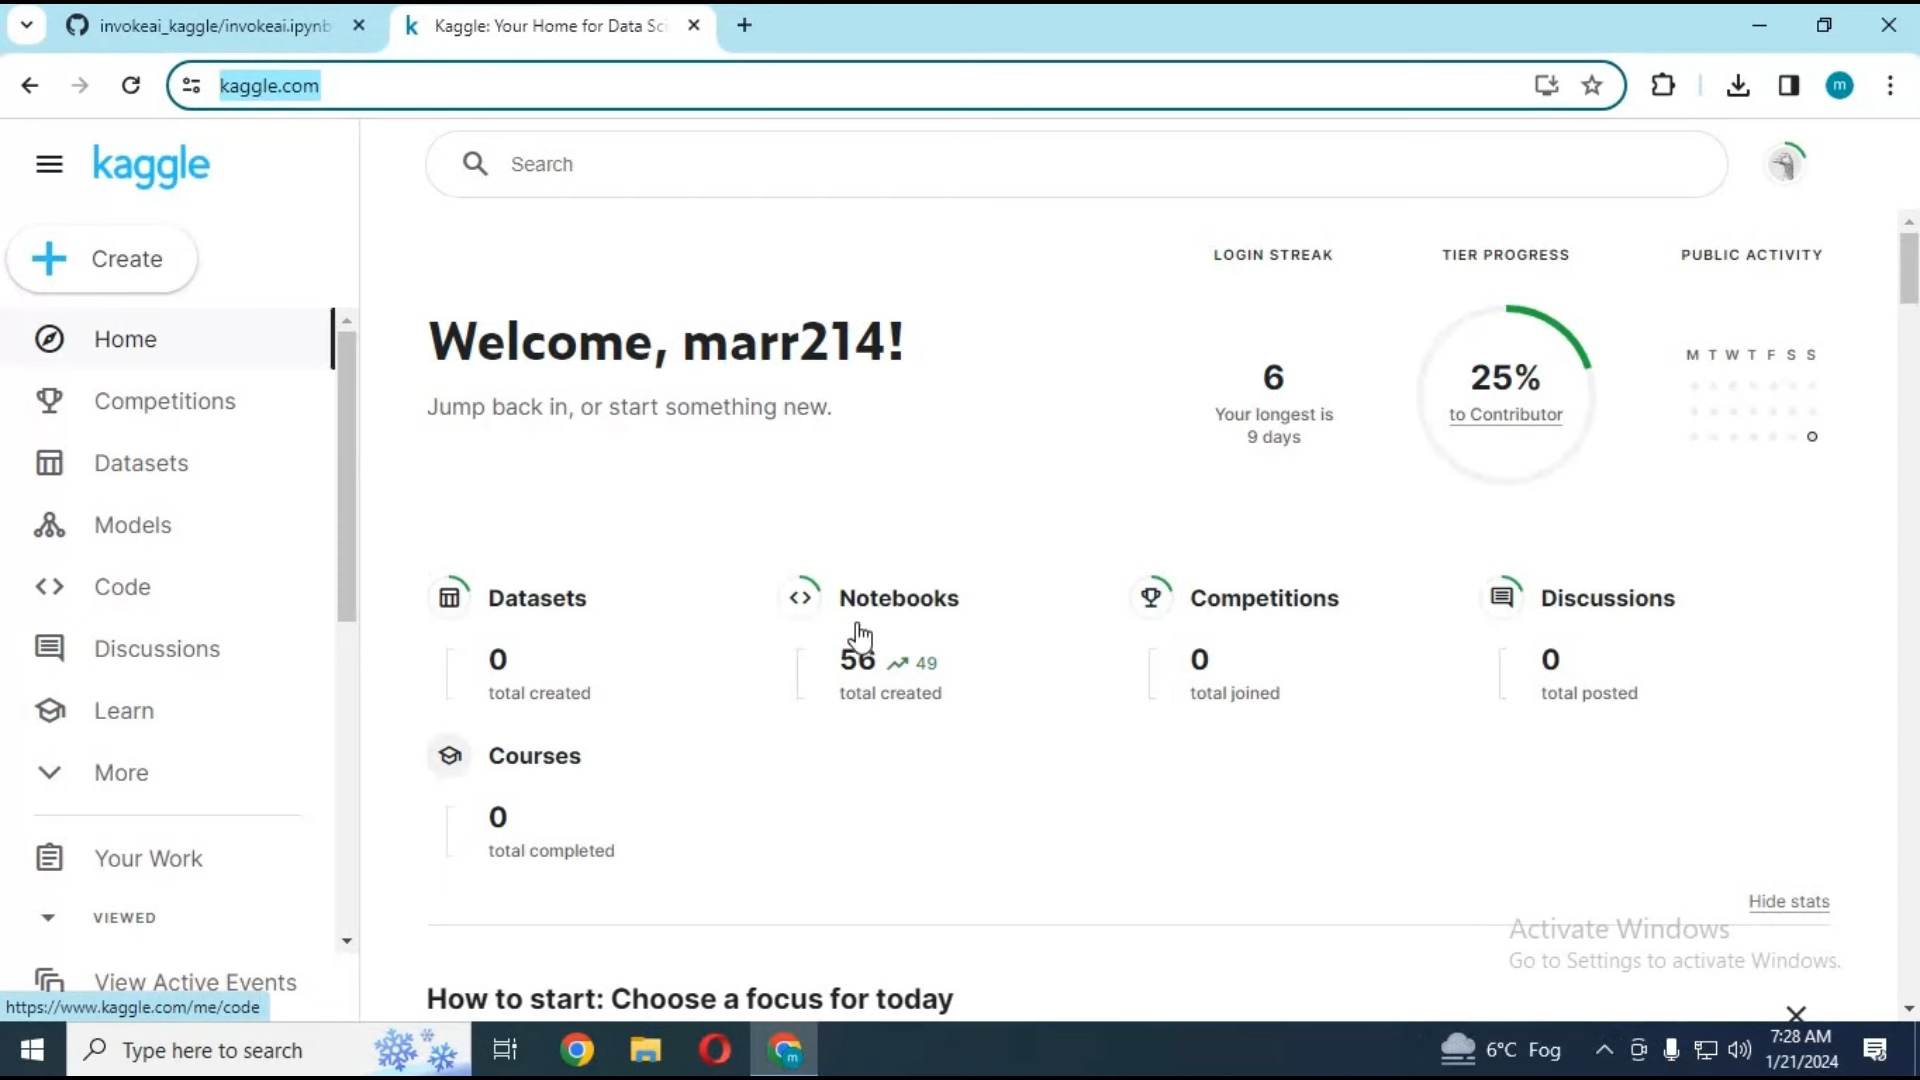 invokeai_kaggle/invokeai.ipynb
Kaggle: Your Home for Data Sci
kaggle.com
m
kaggle
Search
Create
LOGIN STREAK
TIER PROGRESS
PUBLIC ACTIVITY
Home
Competitions
Datasets
Models
Code
Discussions
Learn
More
Your Work
VIEWED
View Active Events
https://www.kaggle.com/me/code
Welcome, marr214!
Jump back in, or start something new.
6
Your longest is
9 days
25%
to Contributor
M T W T F S S
Datasets
0
total created
Notebooks
56 49
total created
Competitions
0
total joined
Discussions
0
total posted
Courses
0
total completed
Hide stats
Activate Windows
Go to Settings to activate Windows.
How to start: Choose a focus for today
Type here to search
m
6°C Fog
7:28 AM
1/21/2024